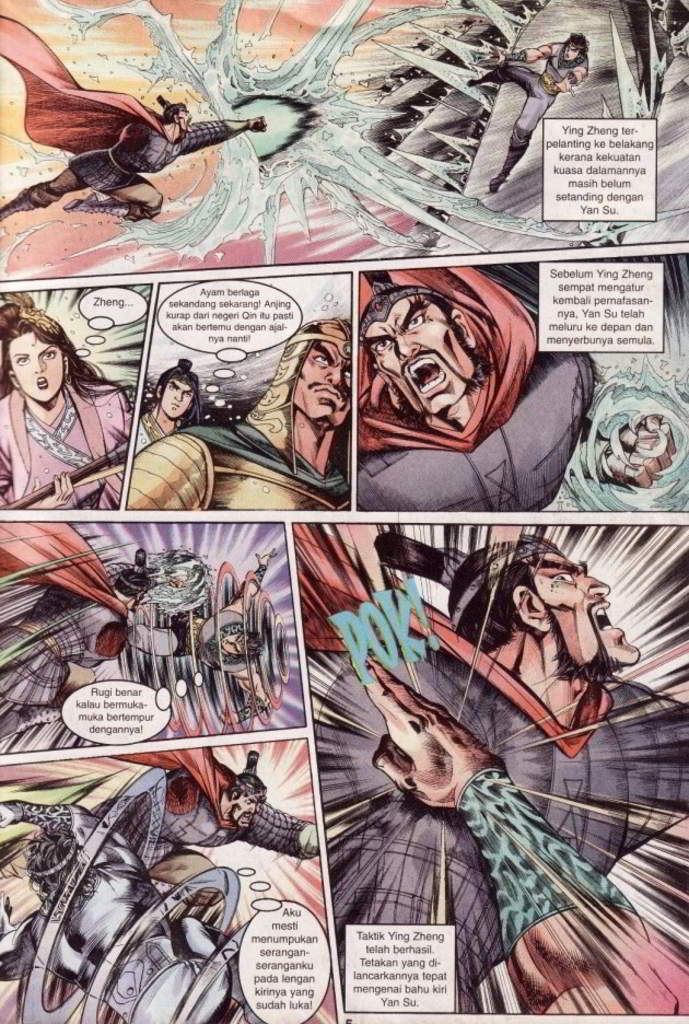 Ying Zheng ter-
pelanting ke belakang
kerana kekuatan
kuasa dalamannya
masih belum
setanding dengan
Yan Su.
Zheng...
Ayam berlaga
sekandang sekarang! Anjing
kurap dari negeri Qin itu pasti
akan bertemu dengan ajal-
nya nanti!
Sebelum Ying Zheng
sempat mengatur
kembali pernafasan-
nya, Yan Su telah
meluru ke depan dan
menyerbunya semula.
Rugi benar
kalau bermuka-
muka bertempur
dengannya!
POK!
Aku
mesti
menumpukan
serangan-
seranganku
pada lengan
kirinya yang
sudah luka!
Taktik Ying Zheng
telah berhasil.
Tetakan yang di-
lancarkannya tepat
mengenai bahu kiri
Yan Su.
5